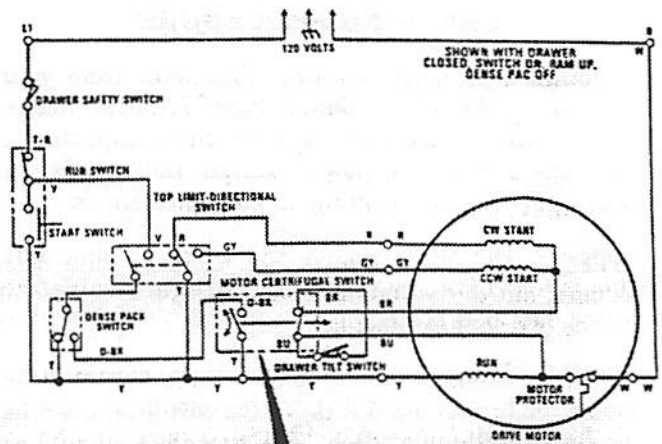 L1
120 VOLTS
N
W
SHOWN WITH DRAWER
CLOSED, SWITCH ON, RAM UP,
DENSE PAC OFF
DRAWER SAFETY SWITCH
T-R
RUN SWITCH
Y
TOP LIMIT-DIRECTIONAL
SWITCH
V R
GY
R R
CW START
START SWITCH
Y
GY GY
CCW START
MOTOR CENTRIFUGAL SWITCH
Y
DENSE PACK
SWITCH
O-BK
BK
BK
O-BK
BU
BU
Y
Y
DRAWER TILT SWITCH
RUN
Y Y Y Y Y
W W
MOTOR
PROTECTOR
DRIVE MOTOR